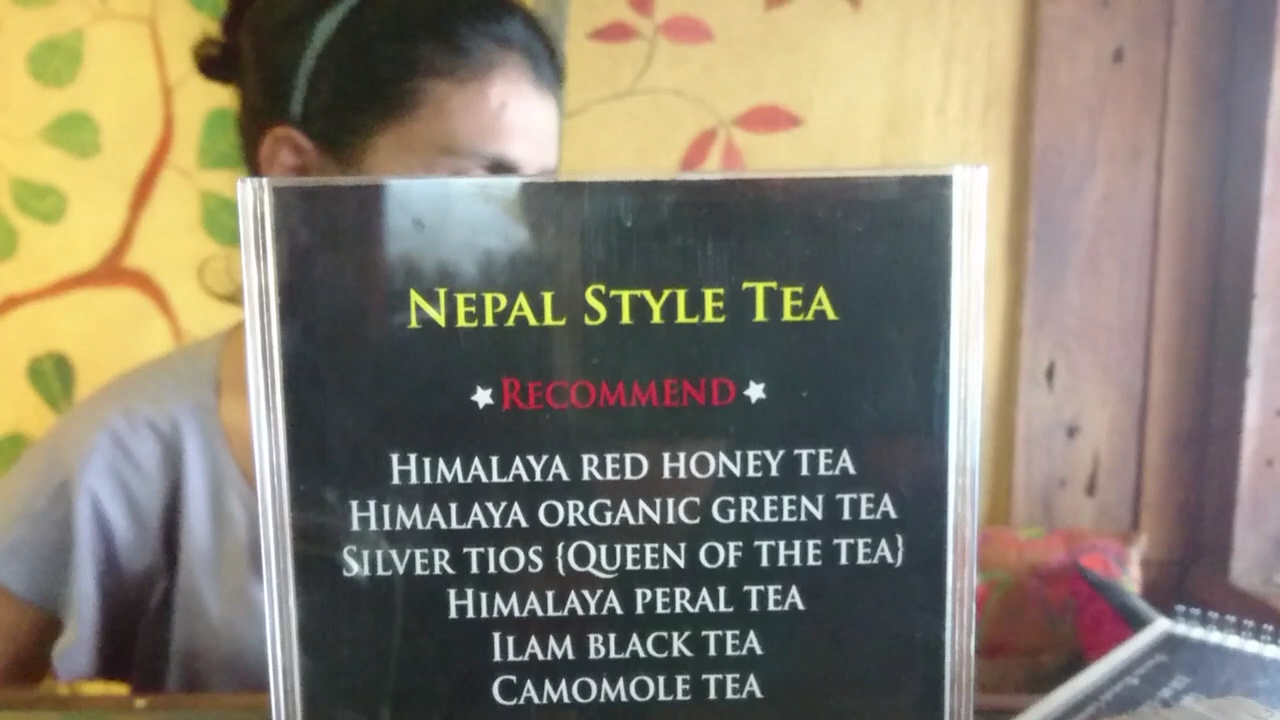 NEPAL STYLE TEA
RECOMMEND
HIMALAYA RED HONEY TEA
HIMALAYA ORGANIC GREEN TEA
SILVER TIOS {QUEEN OF THE TEA}
HIMALAYA PERAL TEA
ILAM BLACK TEA
CAMOMOLE TEA